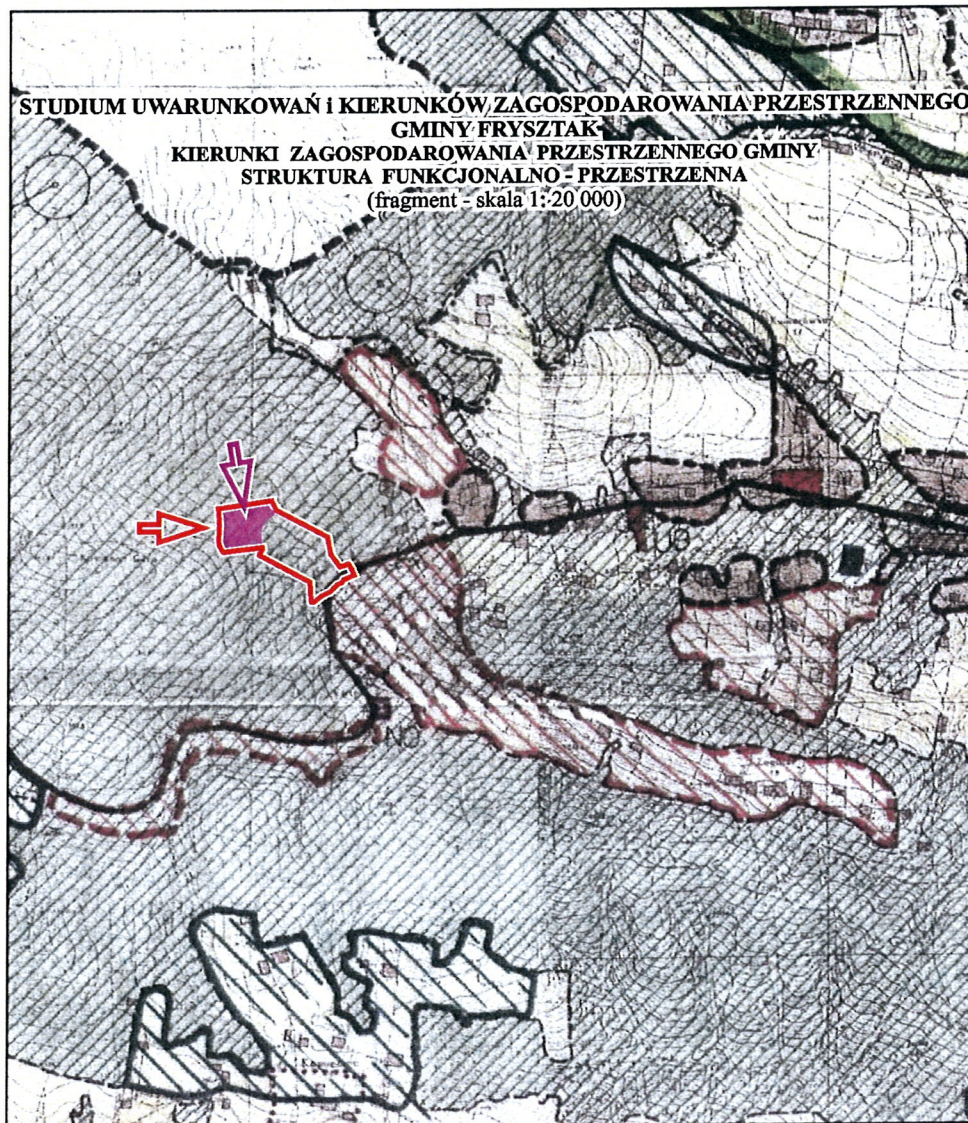 STUDIUM UWARUNKOWAŃ i KIERUNKÓW ZAGOSPODAROWANIA PRZESTRZENNEGO
GMINY FRYSZTAK
KIERUNKI ZAGOSPODAROWANIA PRZESTRZENNEGO GMINY
STRUKTURA FUNKCJONALNO - PRZESTRZENNA
(fragment - skala 1:-20 000)
NO